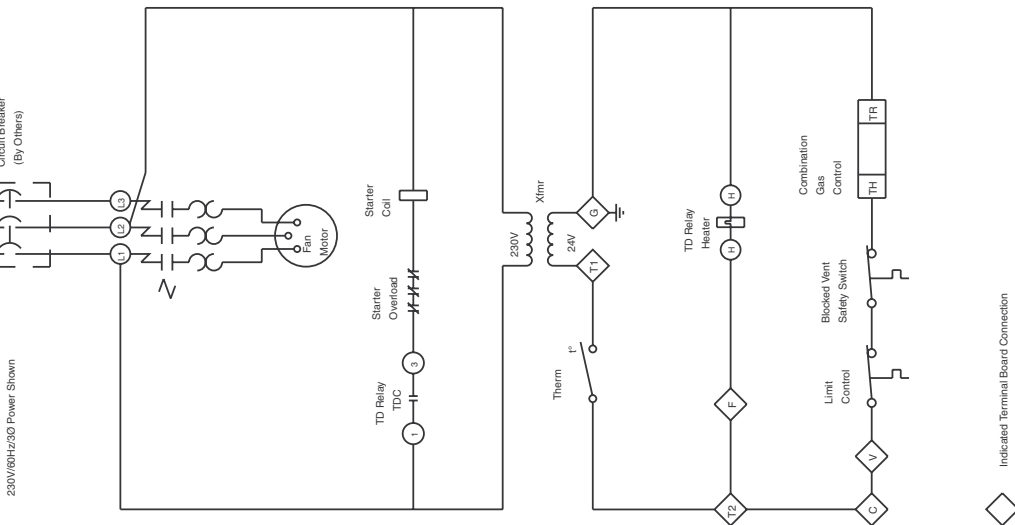 Circuit Breaker
(By Others)
230V/60Hz/3Ø Power Shown
L1
L2
L3
Fan
Motor
Starter
Coil
Starter
Overload
3
TD Relay
TDC
1
230V
Xfmr
24V
G
T1
Therm
t°
T2
TD Relay
Heater
H
H
F
Combination
Gas
Control
TR
TH
Blocked Vent
Safety Switch
Limit
Control
V
C
Indicated Terminal Board Connection